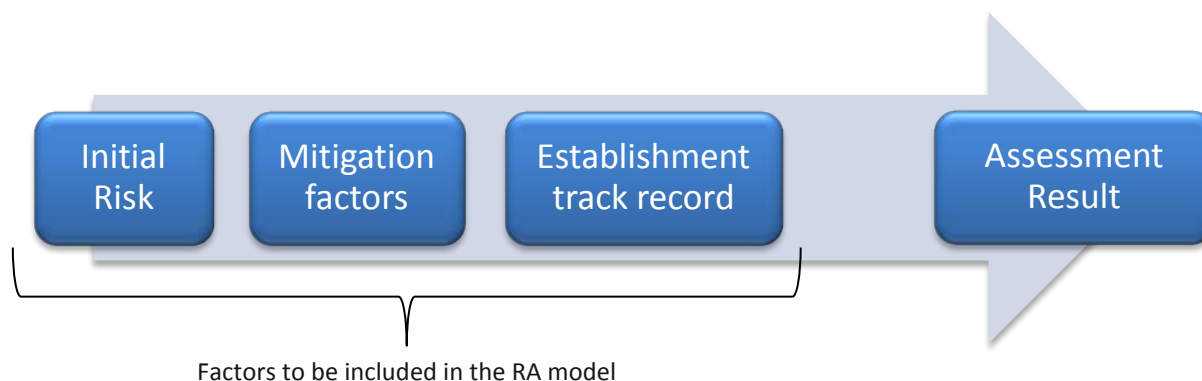 Initial
Risk
Mitigation
factors
Establishment
track record
Assessment
Result
Factors to be included in the RA model